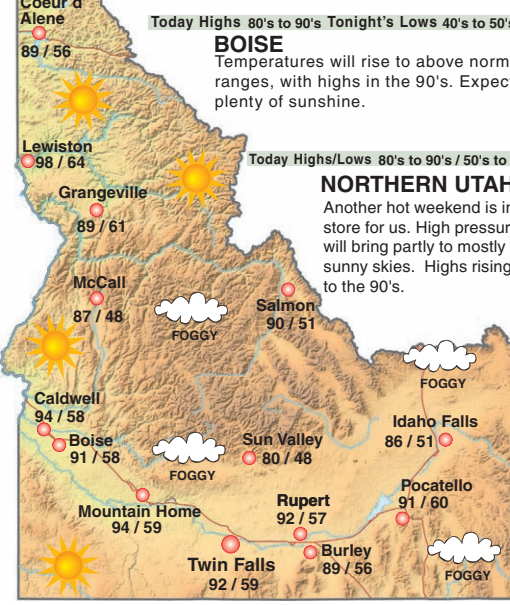 Coeur d'
Alene
89 / 56
Today Highs 80's to 90's Tonight's Lows 40's to 50's
BOISE
Temperatures will rise to above norm
ranges, with highs in the 90's. Expect
plenty of sunshine.
Lewiston
98 / 64
Today Highs/Lows 80's to 90's / 50's to
NORTHERN UTAH
Another hot weekend is in
store for us. High pressur
will bring partly to mostly
sunny skies. Highs rising
to the 90's.
Grangeville
89 / 61
McCall
87 / 48
FOGGY
Salmon
90 / 51
FOGGY
Caldwell
94 / 58
Boise
91 / 58
FOGGY
Sun Valley
80 / 48
Idaho Falls
86 / 51
Mountain Home
94 / 59
Rupert
92 / 57
Pocatello
91 / 60
Twin Falls
92 / 59
Burley
89 / 56
FOGGY